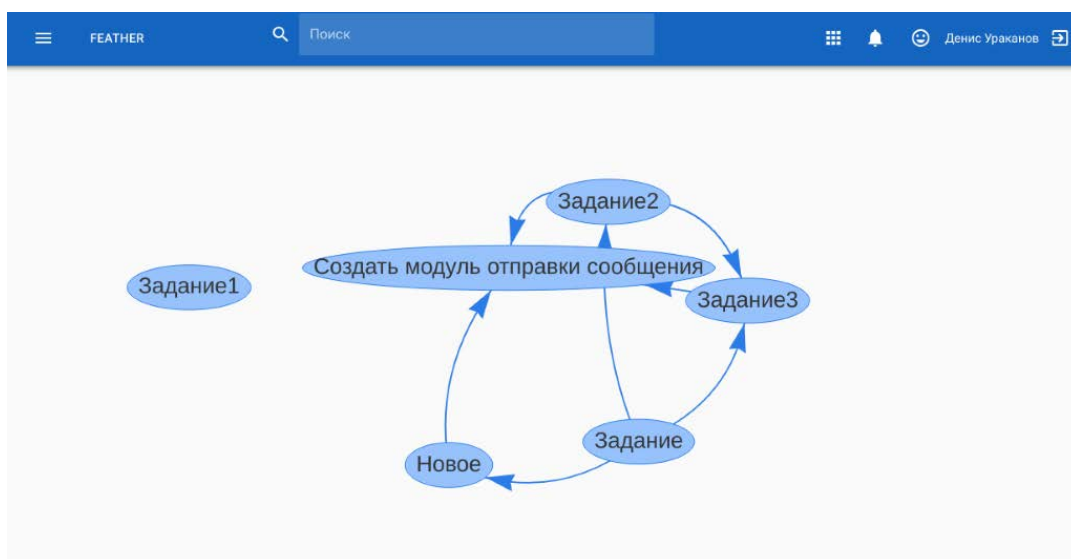 FEATHER
Поиск
Денис Ураканов
Задание2
Создать модуль отправки сообщения
Задание1
Задание3
Задание
Новое